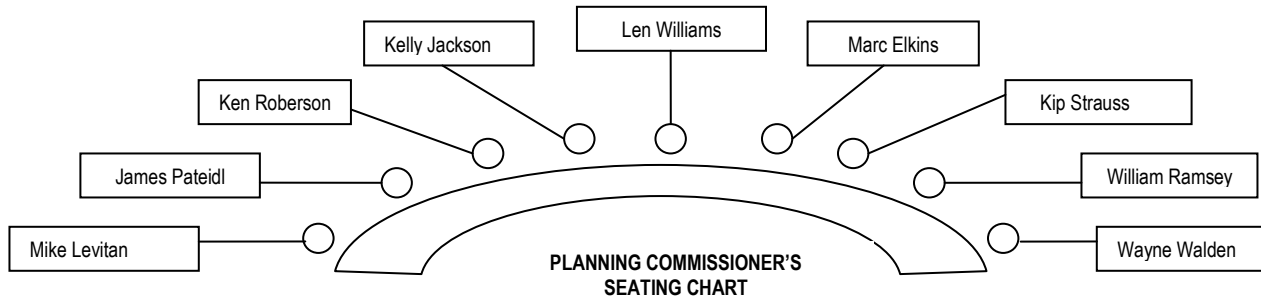 Len Williams
Kelly Jackson
Marc Elkins
Ken Roberson
Kip Strauss
James Pateidl
William Ramsey
Mike Levitan
Wayne Walden
PLANNING COMMISSIONER'S
SEATING CHART